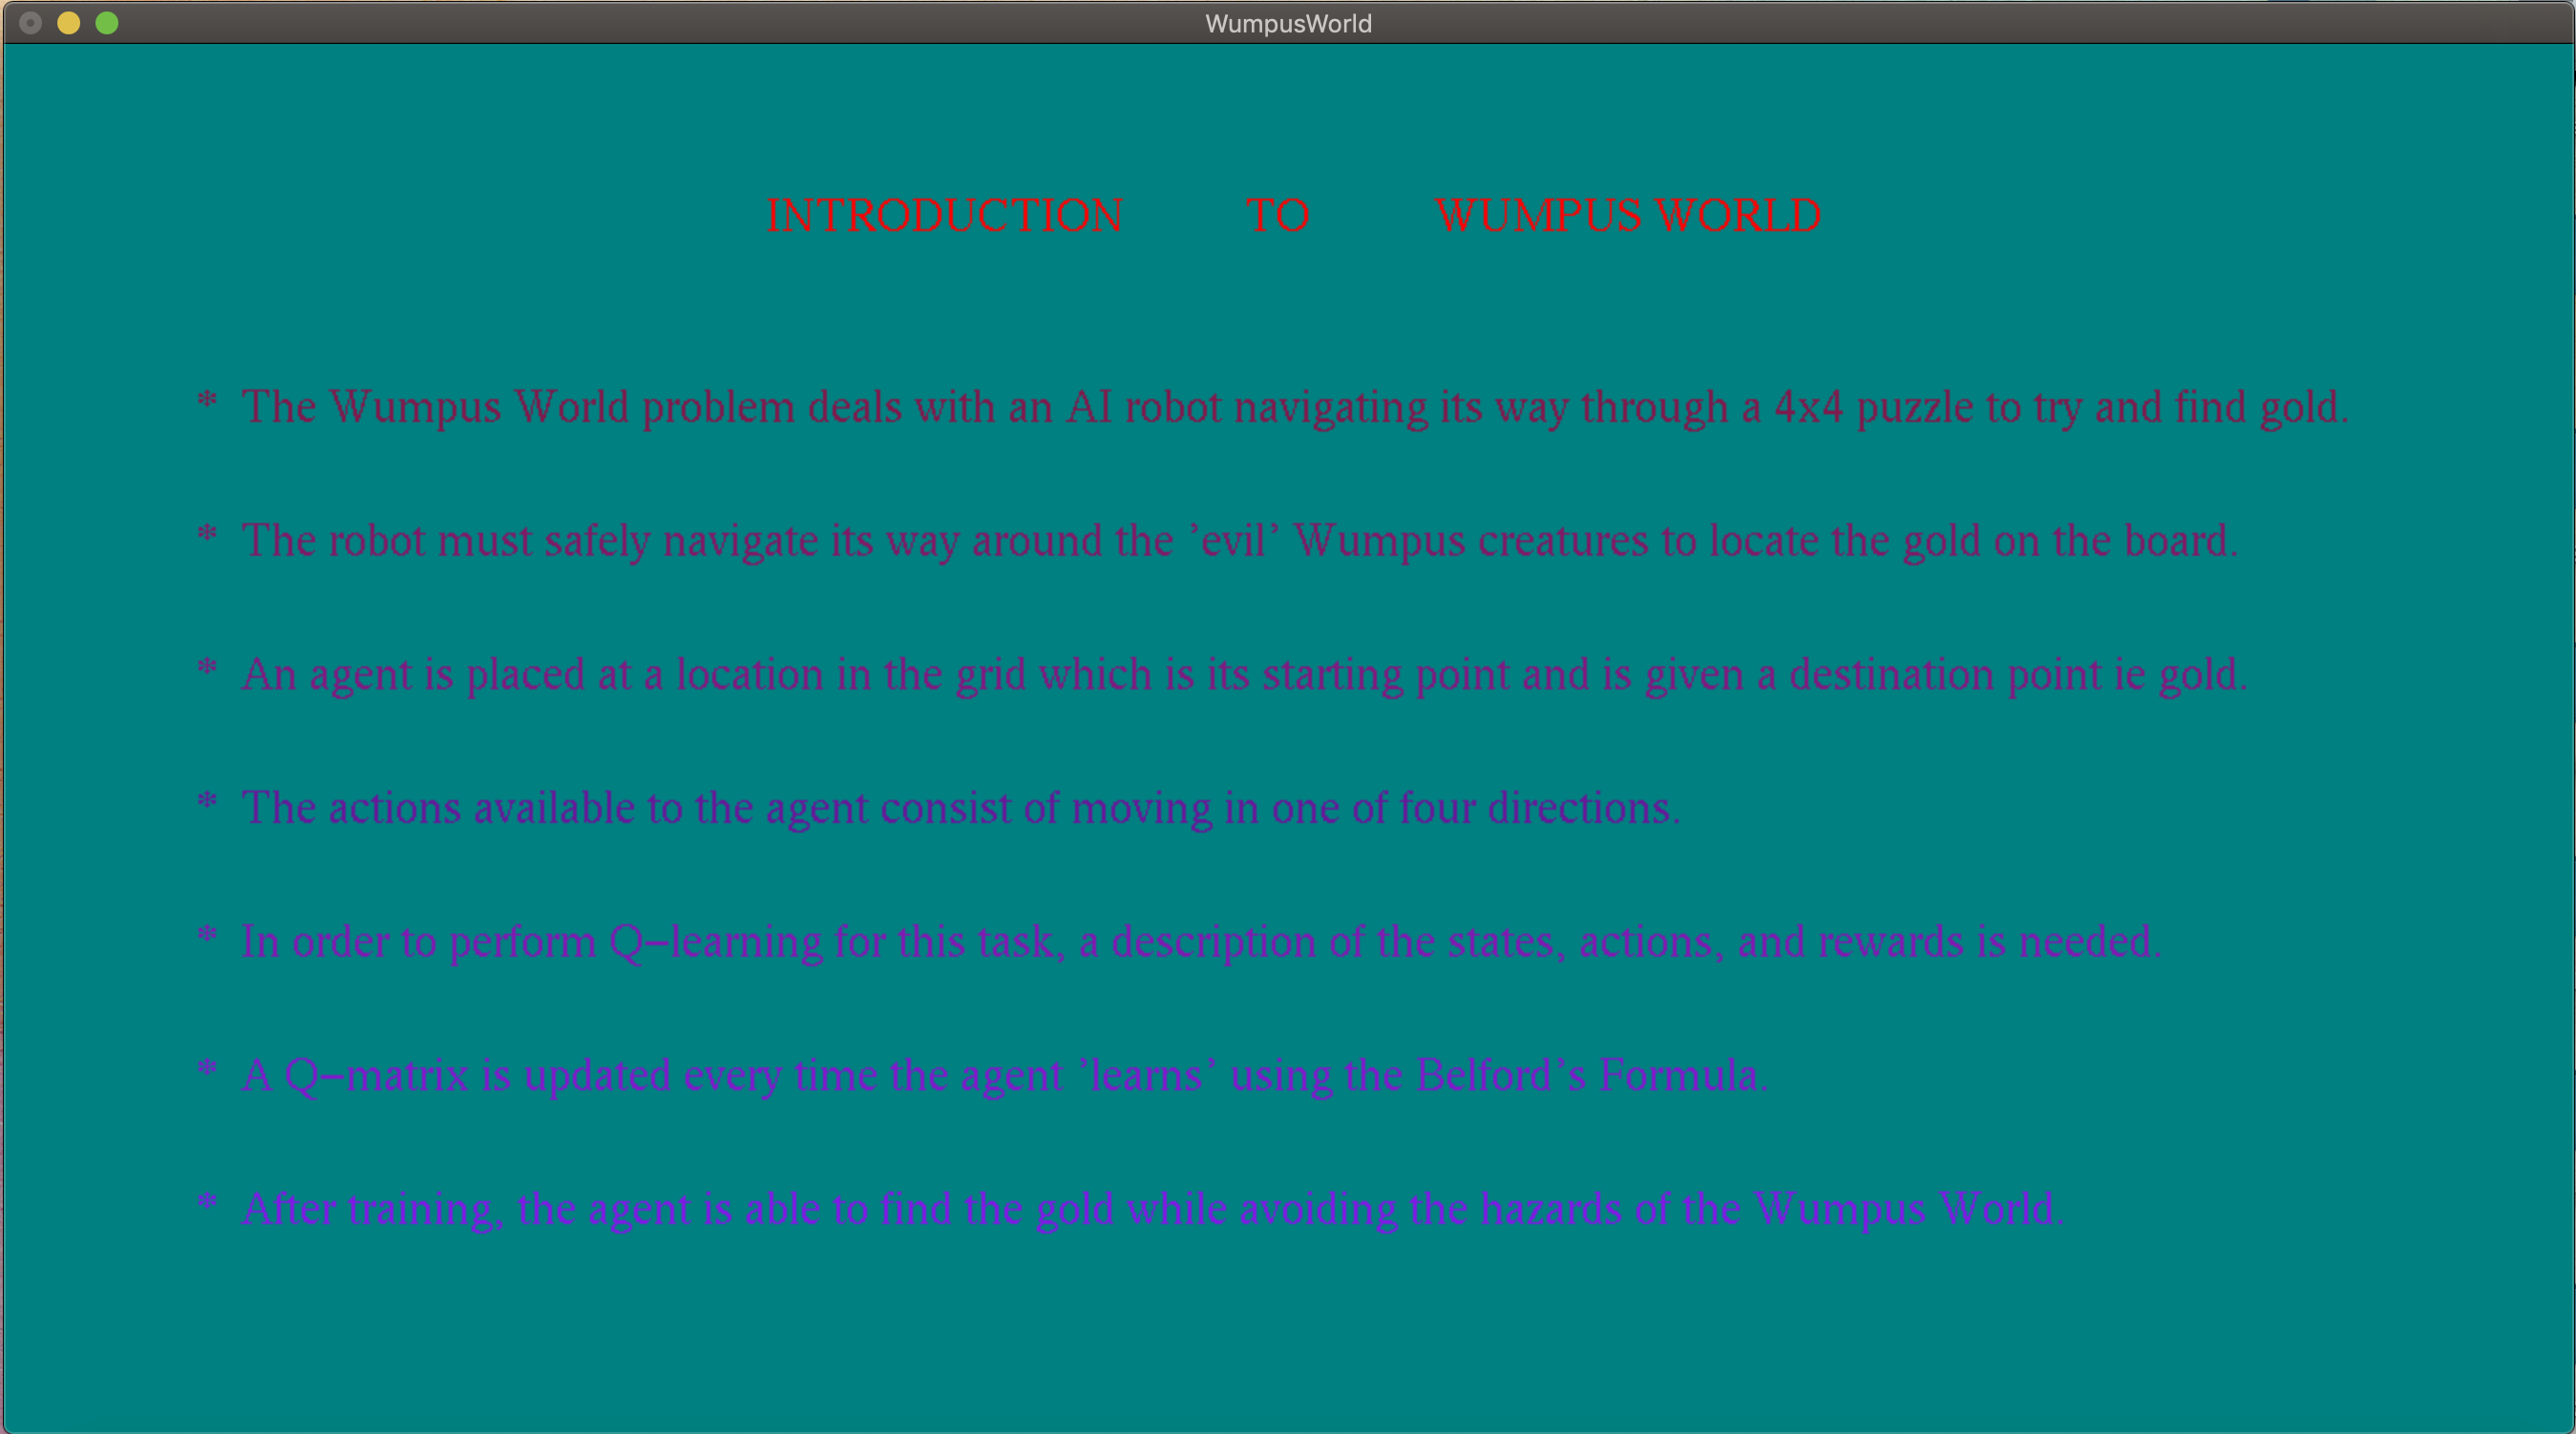 WumpusWorld
INTRODUCTION TO WUMPUS WORLD
* The Wumpus World problem deals with an AI robot navigating its way through a 4x4 puzzle to try and find gold.
* The robot must safely navigate its way around the 'evil' Wumpus creatures to locate the gold on the board.
* An agent is placed at a location in the grid which is its starting point and is given a destination point ie gold.
* The actions available to the agent consist of moving in one of four directions.
* In order to perform Q–learning for this task, a description of the states, actions, and rewards is needed.
* A Q–matrix is updated every time the agent 'learns' using the Belford's Formula.
* After training, the agent is able to find the gold while avoiding the hazards of the Wumpus World.